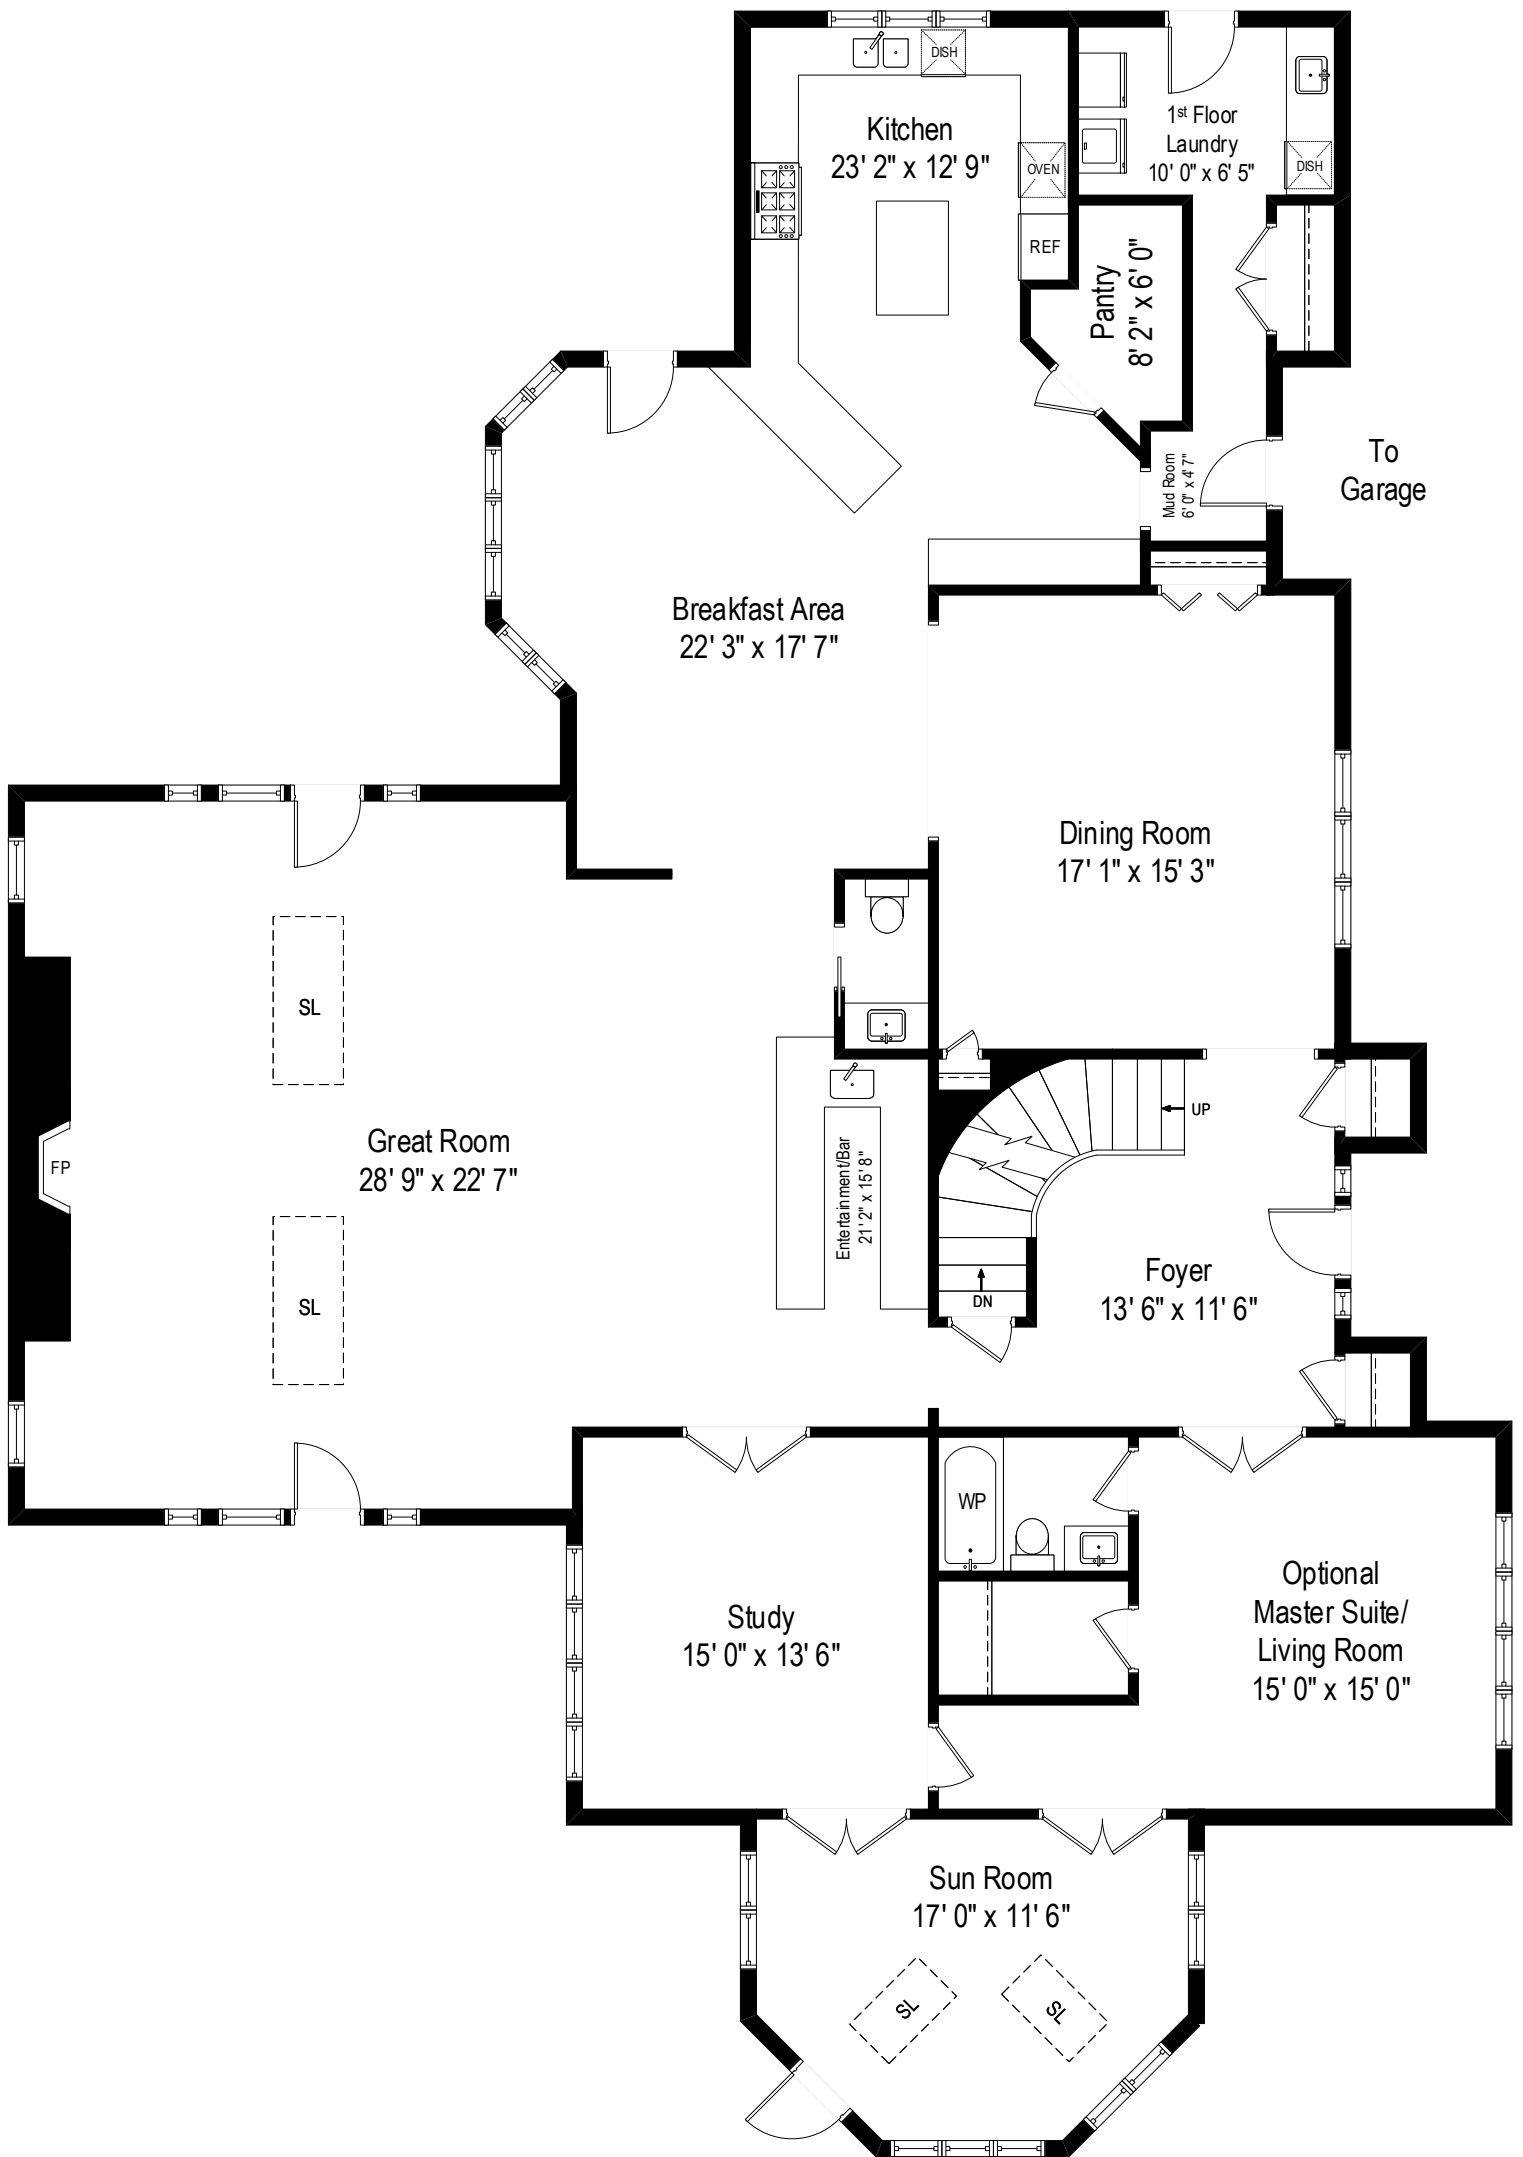 DISH
Kitchen
23' 2" x 12' 9"
OVEN
REF
1st Floor
Laundry
10' 0" x 6' 5"
DISH
Pantry
8' 2" x 6' 0"
Mud Room
6' 0" x 4' 7"
To
Garage
Breakfast Area
22' 3" x 17' 7"
Dining Room
17' 1" x 15' 3"
SL
Great Room
28' 9" x 22' 7"
FP
SL
Entertainment/Bar
21' 2" x 15' 8"
UP
DN
Foyer
13' 6" x 11' 6"
WP
Study
15' 0" x 13' 6"
Optional
Master Suite/
Living Room
15' 0" x 15' 0"
Sun Room
17' 0" x 11' 6"
SL
SL